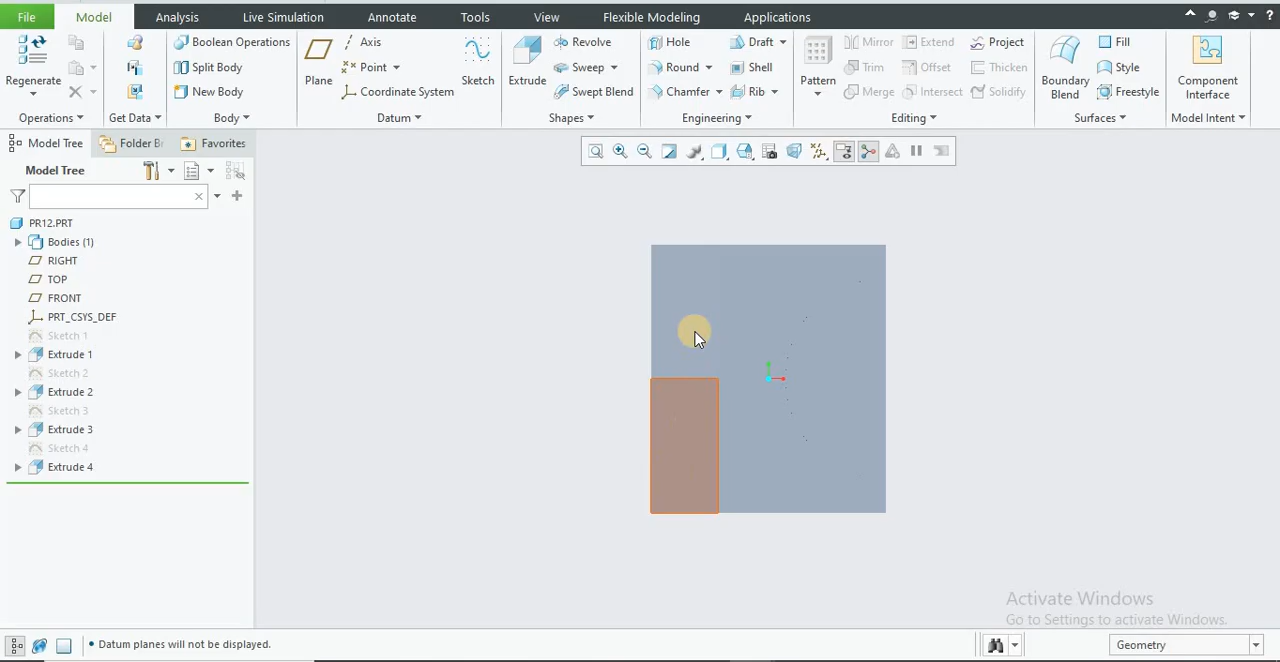 File Model Analysis Live Simulation Annotate Tools View Flexible Modeling Applications
Regenerate
Operations
Get Data
Boolean Operations
Split Body
New Body
Body
Plane
Axis
Point
Coordinate System
Sketch
Datum
Extrude
Revolve
Sweep
Swept Blend
Shapes
Hole
Round
Chamfer
Draft
Shell
Rib
Engineering
Pattern
Mirror
Trim
Merge
Extend
Offset
Intersect
Project
Thicken
Solidify
Editing
Boundary
Blend
Fill
Style
Freestyle
Surfaces
Component
Interface
Model Intent
Model Tree Folder Br Favorites
Model Tree
PR12.PRT
Bodies (1)
RIGHT
TOP
FRONT
PRT_CSYS_DEF
Sketch 1
Extrude 1
Sketch 2
Extrude 2
Sketch 3
Extrude 3
Sketch 4
Extrude 4
Activate Windows
Go to Settings to activate Windows.
• Datum planes will not be displayed.
Geometry